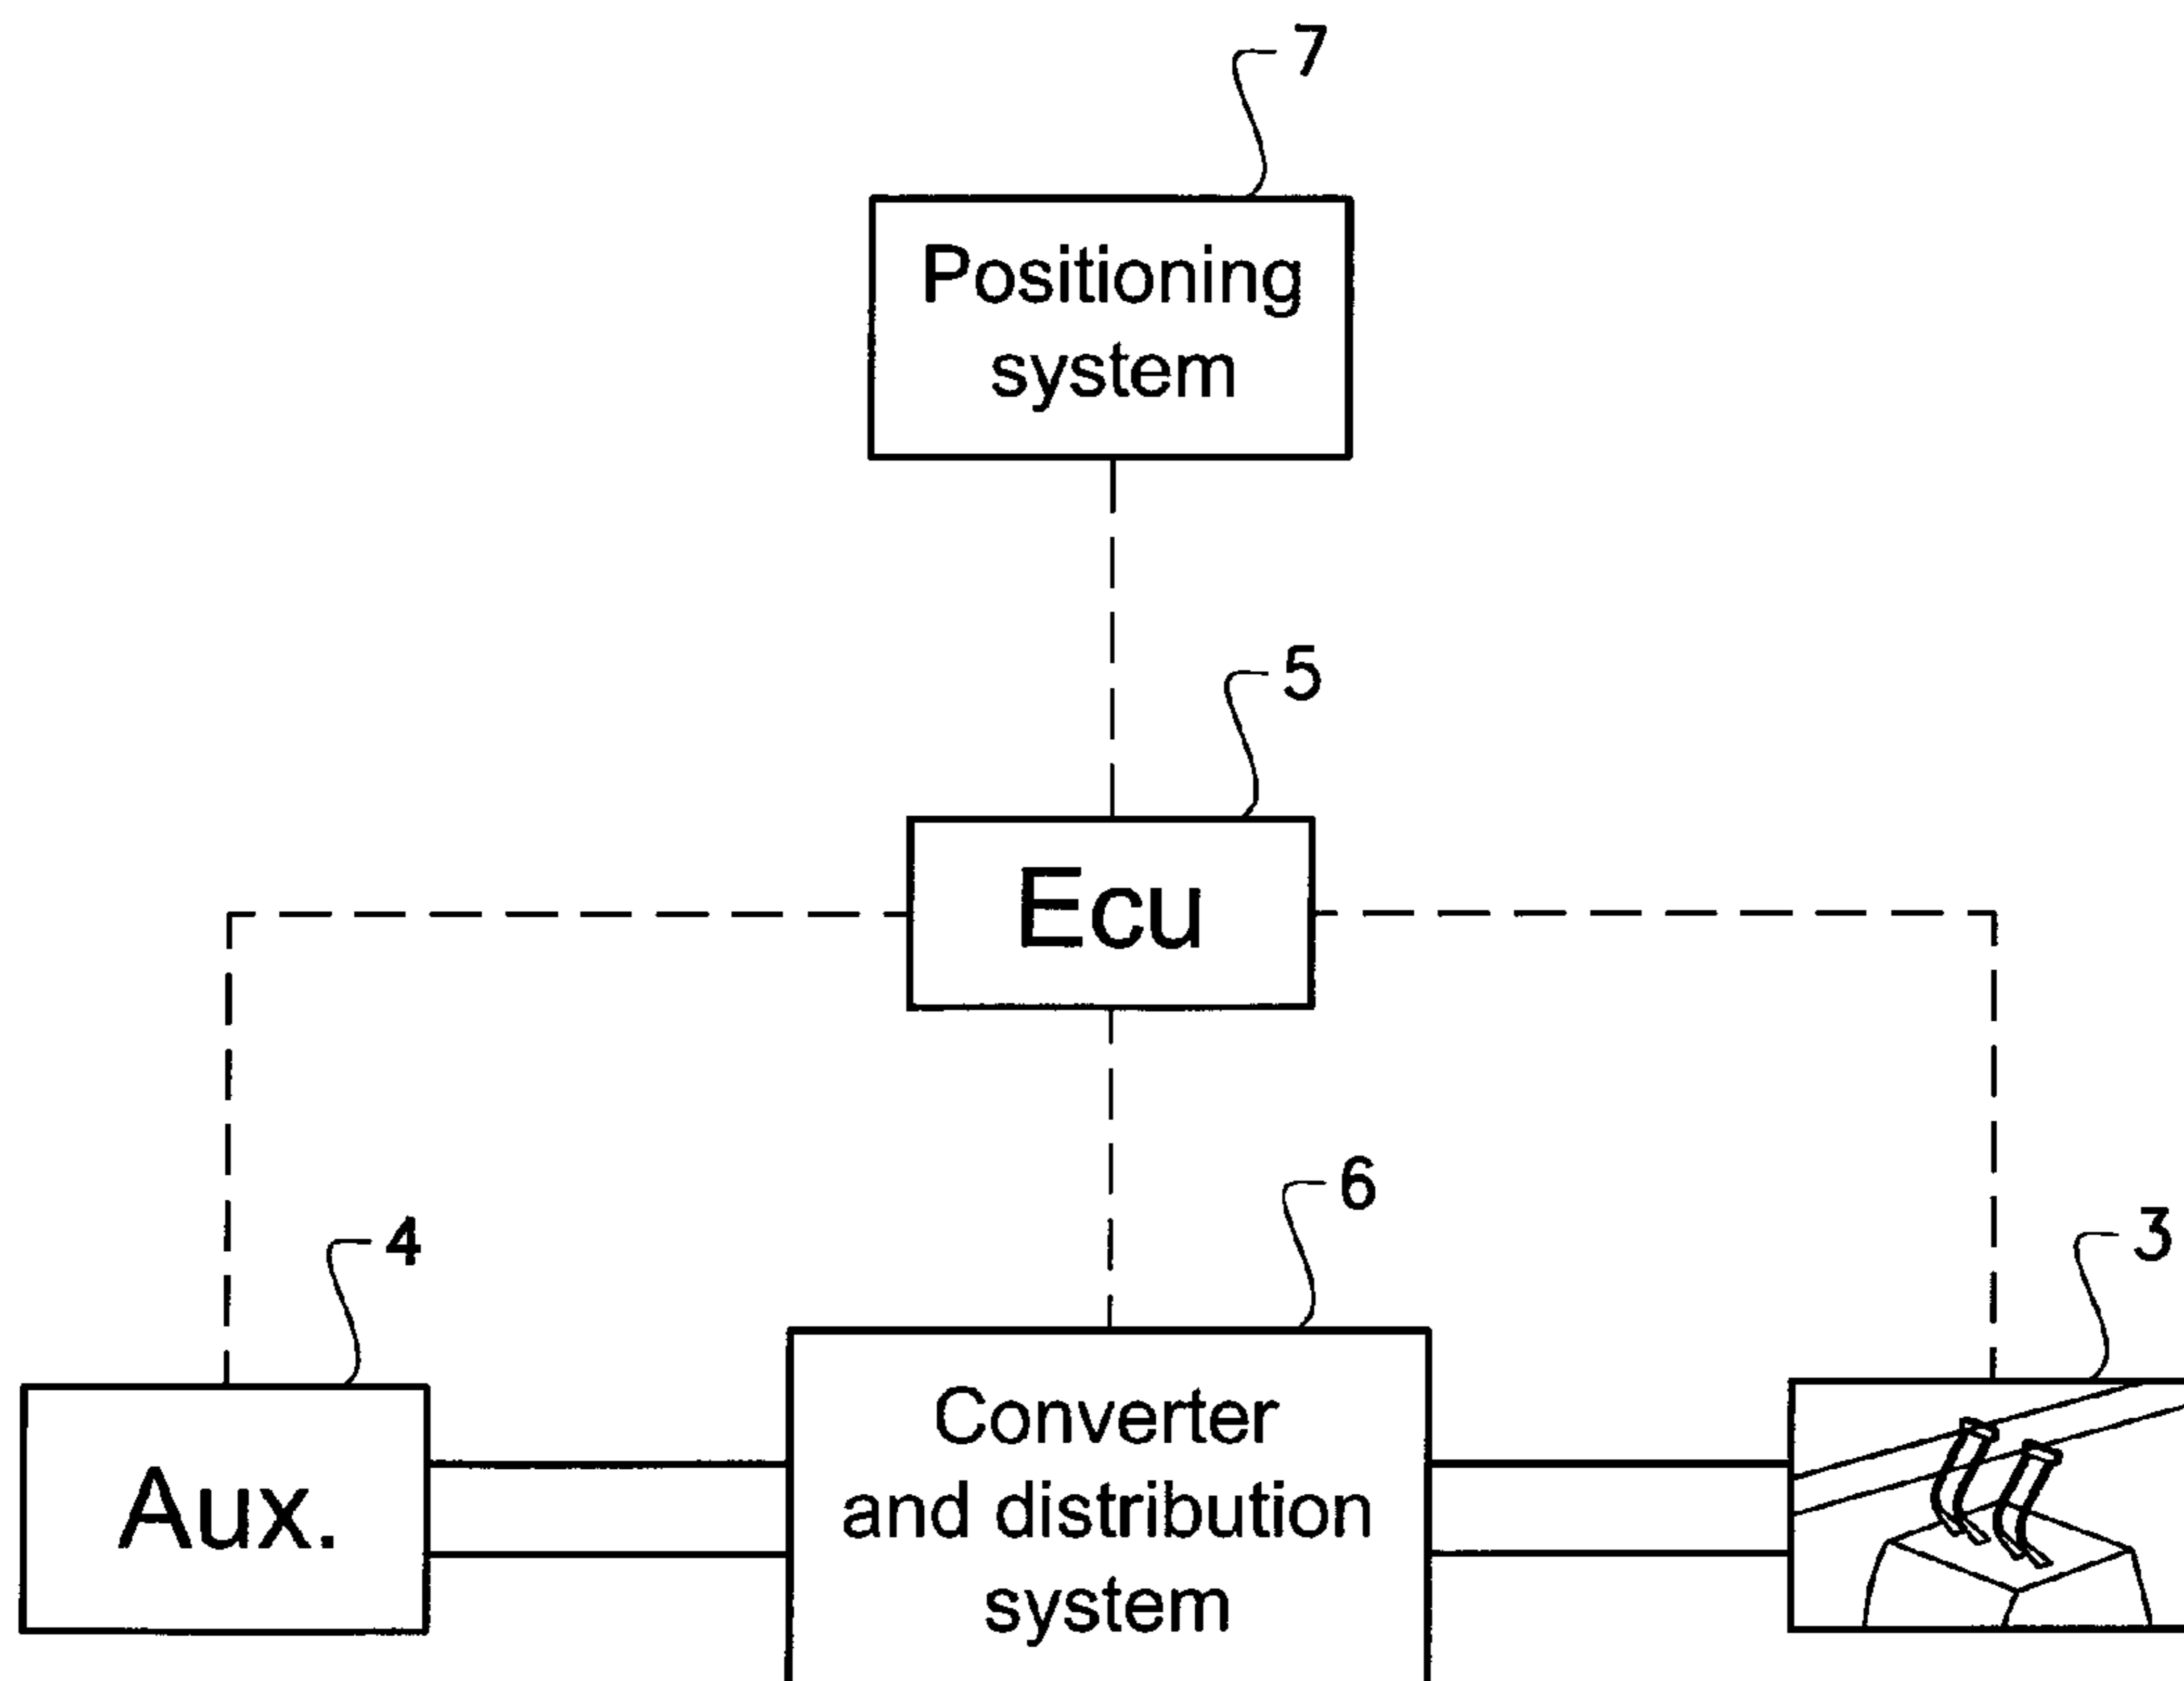 7
Positioning
system
5
Ecu
6
4
3
Converter
and distribution
system
Aux.